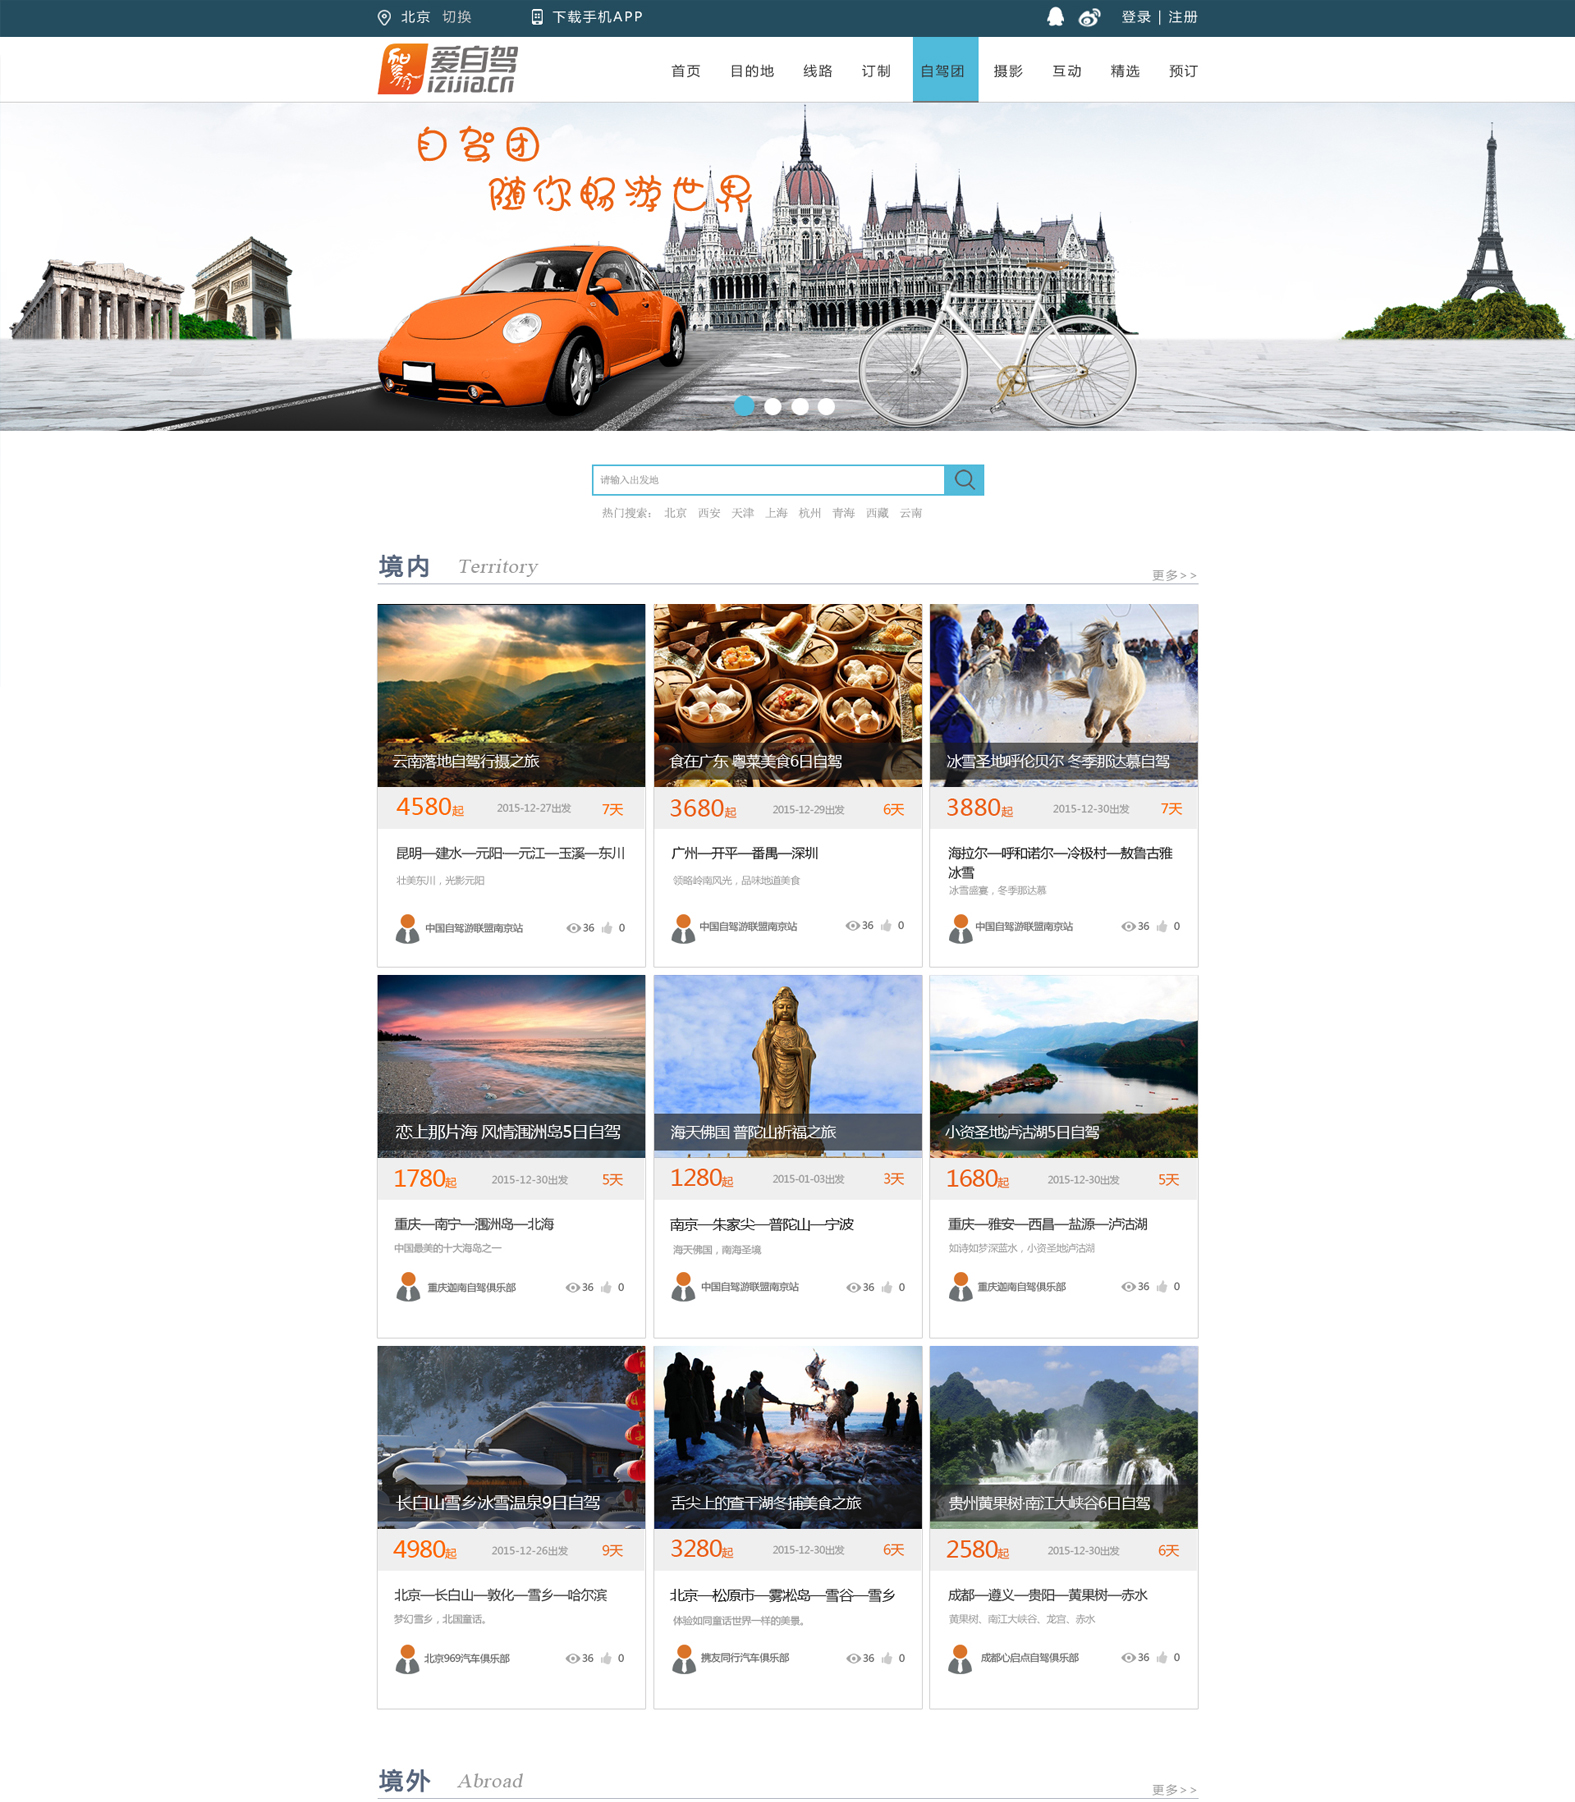 北京 切换 下载手机APP 登录 | 注册
爱自驾
izijia.cn
首页 目的地 线路 订制 自驾团 摄影 互动 精选 预订
自驾团
随你畅游世界
请输入出发地
热门搜索： 北京 西安 天津 上海 杭州 青海 西藏 云南
境内 Territory 更多>>
云南落地自驾行摄之旅
4580起 2015-12-27出发 7天
昆明—建水—元阳—元江—玉溪—东川
壮美东川，光影元阳
中国自驾游联盟南京站 36 0
食在广东 粤菜美食6日自驾
3680起 2015-12-29出发 6天
广州—开平—番禺—深圳
领略岭南风光，品味地道美食
中国自驾游联盟南京站 36 0
冰雪圣地呼伦贝尔 冬季那达慕自驾
3880起 2015-12-30出发 7天
海拉尔—呼和诺尔—冷极村—敖鲁古雅
冰雪
冰雪盛宴，冬季那达慕
中国自驾游联盟南京站 36 0
恋上那片海 风情涠洲岛5日自驾
1780起 2015-12-30出发 5天
重庆—南宁—涠洲岛—北海
中国最美的十大海岛之一
重庆迦南自驾俱乐部 36 0
海天佛国 普陀山祈福之旅
1280起 2015-01-03出发 3天
南京—朱家尖—普陀山—宁波
海天佛国，南海圣境
中国自驾游联盟南京站 36 0
小资圣地泸沽湖5日自驾
1680起 2015-12-30出发 5天
重庆—雅安—西昌—盐源—泸沽湖
如诗如梦深蓝水，小资圣地泸沽湖
重庆迦南自驾俱乐部 36 0
长白山雪乡冰雪温泉9日自驾
4980起 2015-12-26出发 9天
北京—长白山—敦化—雪乡—哈尔滨
梦幻雪乡，北国童话。
北京969汽车俱乐部 36 0
舌尖上的查干湖冬捕美食之旅
3280起 2015-12-30出发 6天
北京—松原市—雾凇岛—雪谷—雪乡
体验如同童话世界一样的美景。
携友同行汽车俱乐部 36 0
贵州黄果树·南江大峡谷6日自驾
2580起 2015-12-30出发 6天
成都—遵义—贵阳—黄果树—赤水
黄果树、南江大峡谷、龙宫、赤水
成都心启点自驾俱乐部 36 0
境外 Abroad 更多>>